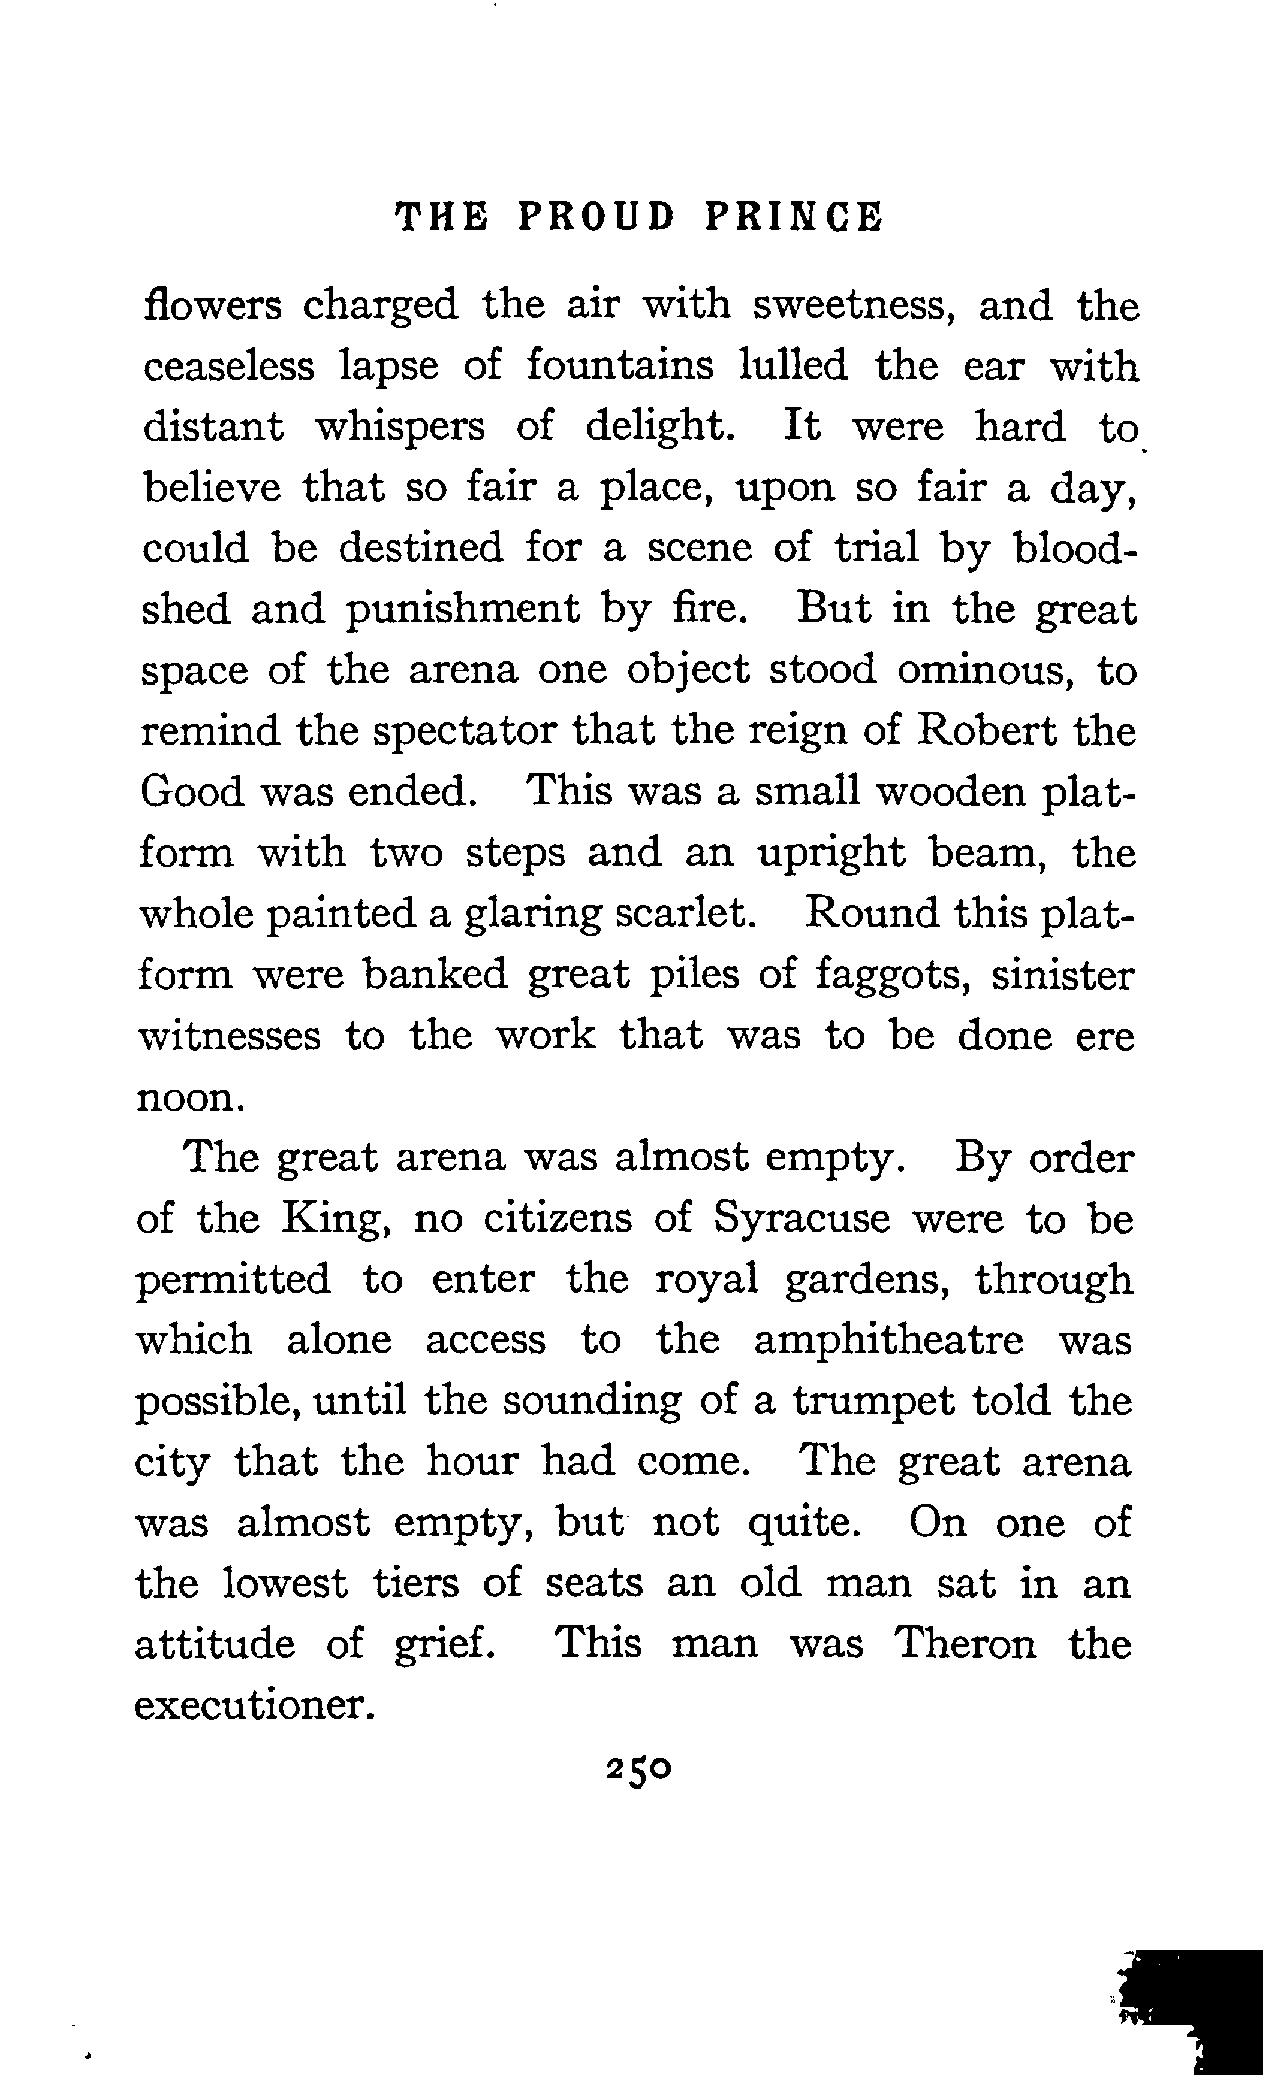 THE PROUD PRINCE
flowers charged the air with sweetness, and the
ceaseless lapse of fountains lulled the ear with
distant whispers of delight. It were hard to
believe that so fair a place, upon so fair a day,
could be destined for a scene of trial by blood-
shed and punishment by fire. But in the great
space of the arena one object stood ominous, to
remind the spectator that the reign of Robert the
Good was ended. This was a small wooden plat-
form with two steps and an upright beam, the
whole painted a glaring scarlet. Round this plat-
form were banked great piles of faggots, sinister
witnesses to the work that was to be done ere
noon.
The great arena was almost empty. By order
of the King, no citizens of Syracuse were to be
permitted to enter the royal gardens, through
which alone access to the amphitheatre was
possible, until the sounding of a trumpet told the
city that the hour had come. The great arena
was almost empty, but not quite. On one of
the lowest tiers of seats an old man sat in an
attitude of grief. This man was Theron the
executioner.
250